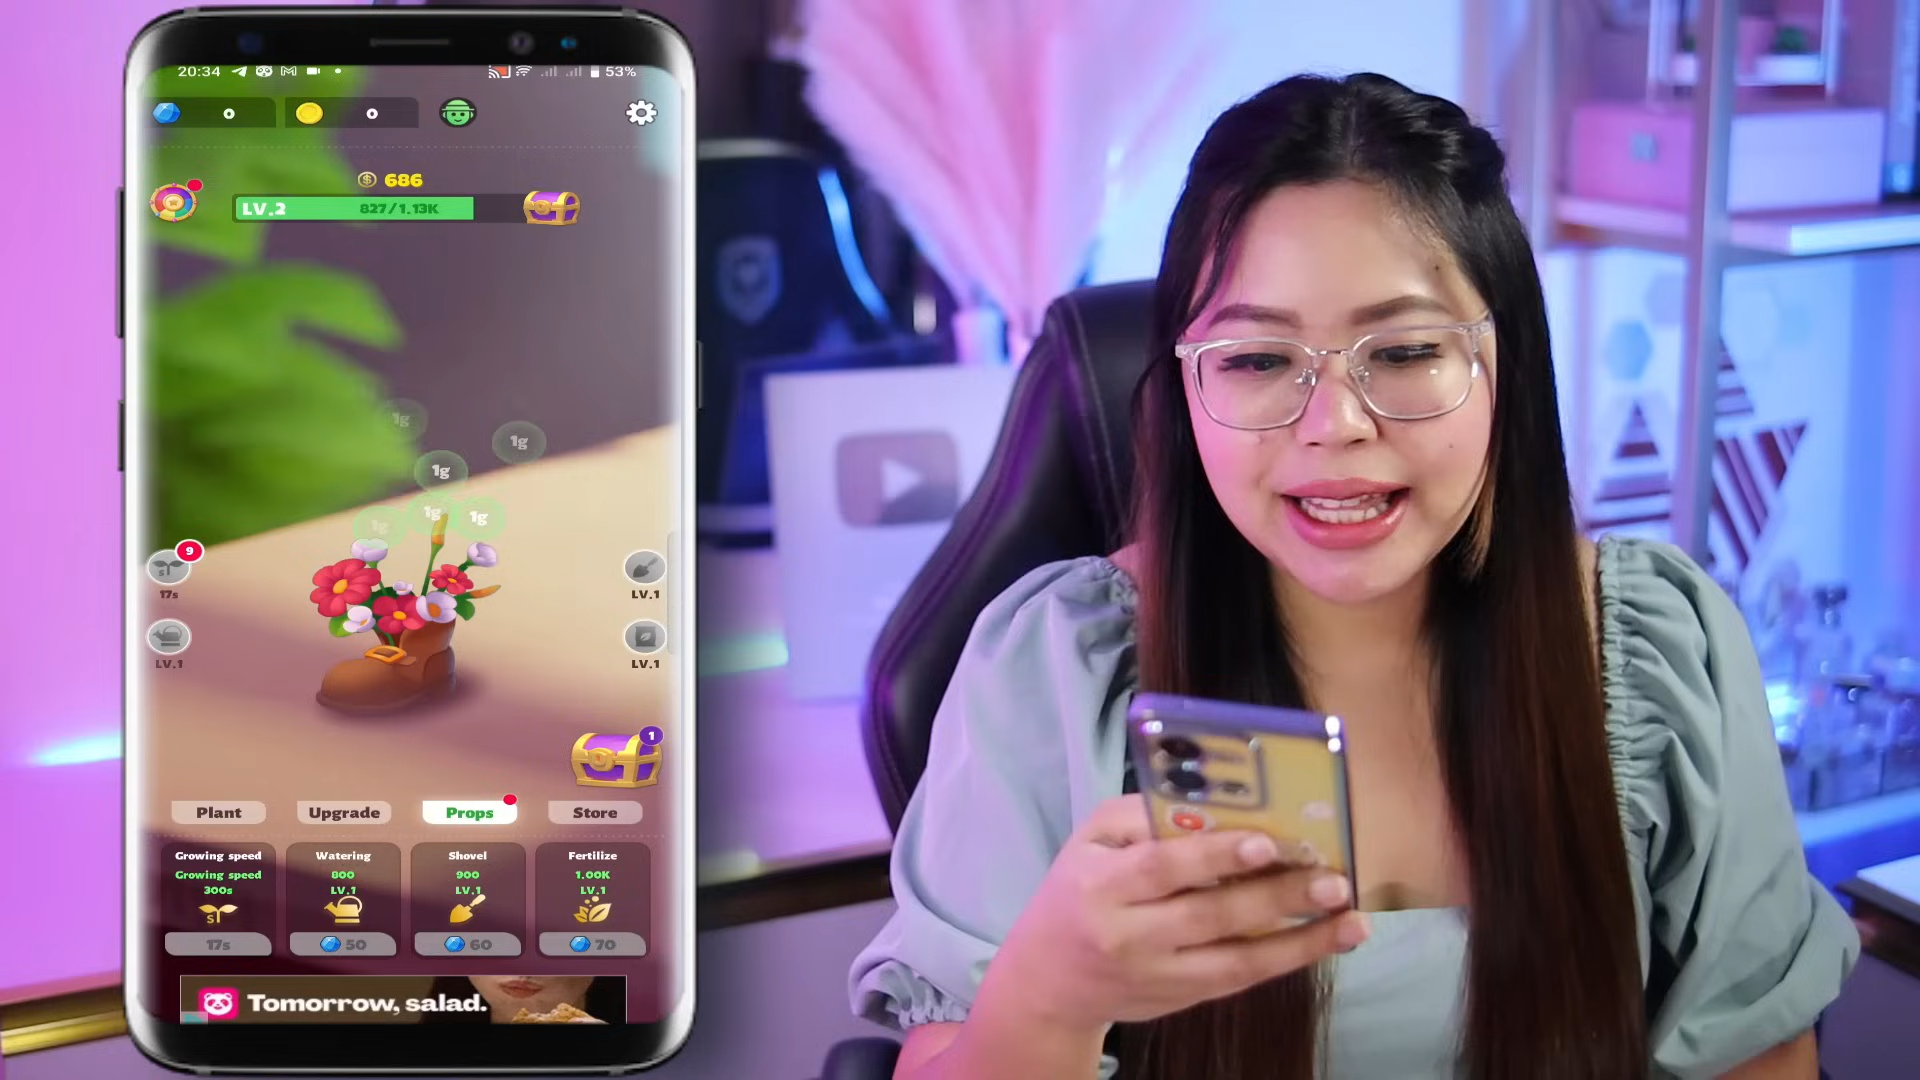 20:34
53%
0
0
686
LV.2
827/1.13K
1g
1g
1g
1g
1g
1g
9
17s
LV.1
LV.1
LV.1
1
Plant
Upgrade
Props
Store
Growing speed
Growing speed
300s
17s
Watering
800
LV.1
50
Shovel
900
LV.1
60
Fertilize
1.00K
LV.1
70
Tomorrow, salad.